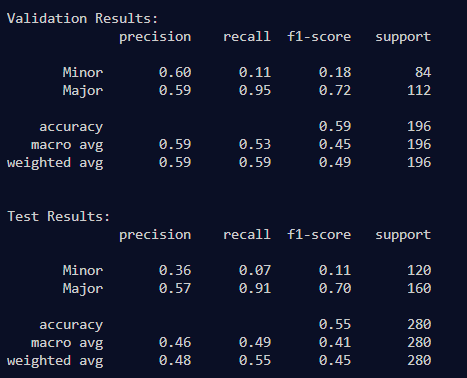 Validation Results:
precision recall f1-score support
Minor 0.60 0.11 0.18 84
Major 0.59 0.95 0.72 112
accuracy 0.59 196
macro avg 0.59 0.53 0.45 196
weighted avg 0.59 0.59 0.49 196
Test Results:
precision recall f1-score support
Minor 0.36 0.07 0.11 120
Major 0.57 0.91 0.70 160
accuracy 0.55 280
macro avg 0.46 0.49 0.41 280
weighted avg 0.48 0.55 0.45 280